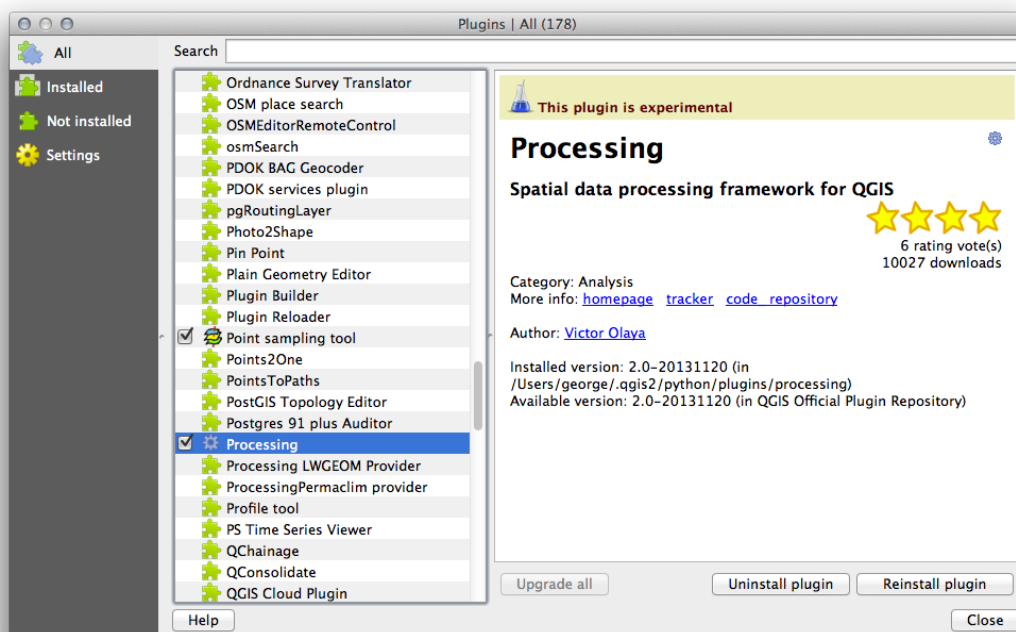 Plugins | All (178)
All
Installed
Not installed
Settings
Search
Ordnance Survey Translator
OSM place search
OSMEditorRemoteControl
osmSearch
PDOK BAG Geocoder
PDOK services plugin
pgRoutingLayer
Photo2Shape
Pin Point
Plain Geometry Editor
Plugin Builder
Plugin Reloader
Point sampling tool
Points2One
PointsToPaths
PostGIS Topology Editor
Postgres 91 plus Auditor
Processing
Processing LWGEOM Provider
ProcessingPermaclim provider
Profile tool
PS Time Series Viewer
QChainage
QConsolidate
QGIS Cloud Plugin
This plugin is experimental
Processing
Spatial data processing framework for QGIS
6 rating vote(s)
10027 downloads
Category: Analysis
More info: homepage tracker code_repository
Author: Victor Olaya
Installed version: 2.0-20131120 (in
/Users/george/.qgis2/python/plugins/processing)
Available version: 2.0-20131120 (in QGIS Official Plugin Repository)
Upgrade all
Uninstall plugin
Reinstall plugin
Help
Close